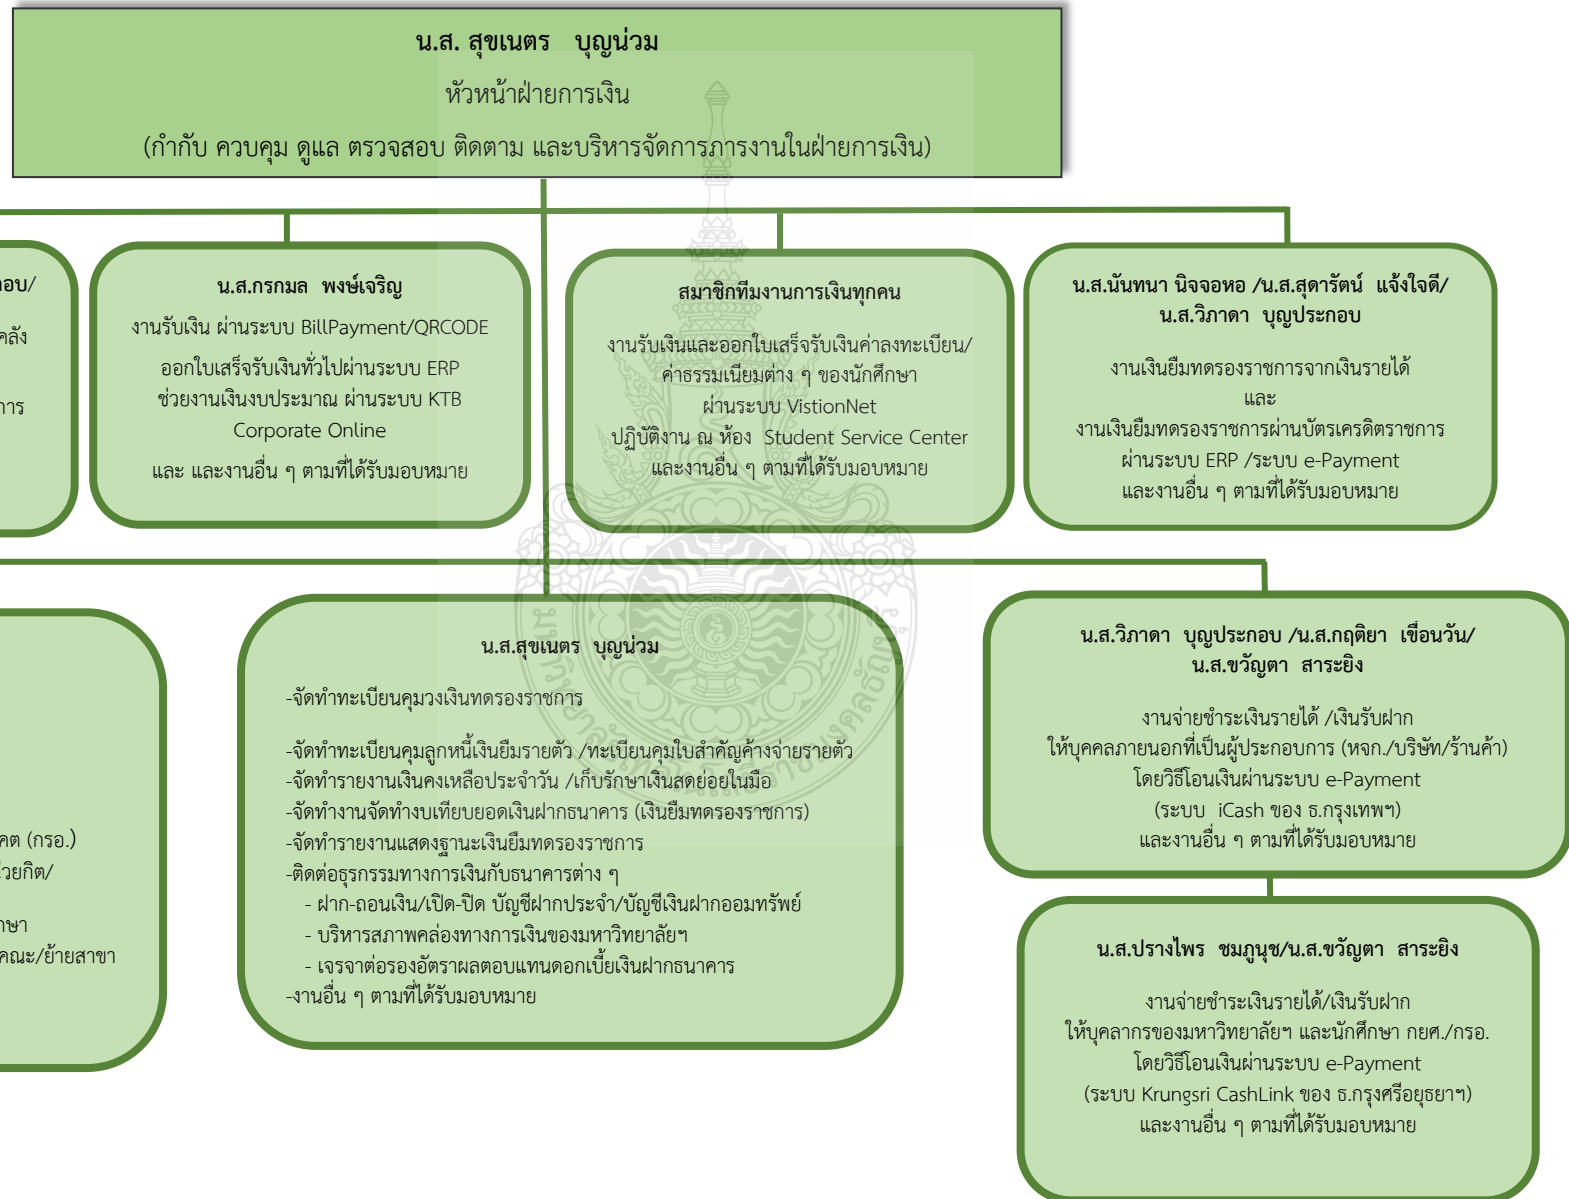 น.ส. สุขเนตร บุญน่วม
หัวหน้าฝ่ายการเงิน
(กำกับ ควบคุม ดูแล ตรวจสอบ ติดตาม และบริหารจัดการภารงานในฝ่ายการเงิน)
น.ส.กรกมล พงษ์เจริญ
งานรับเงิน ผ่านระบบ BillPayment/QRCODE
ออกใบเสร็จรับเงินทั่วไปผ่านระบบ ERP
ช่วยงานเงินงบประมาณ ผ่านระบบ KTB
Corporate Online
และ และงานอื่น ๆ ตามที่ได้รับมอบหมาย
สมาชิกทีมงานการเงินทุกคน
งานรับเงินและออกใบเสร็จรับเงินค่าลงทะเบียน/
ค่าธรรมเนียมต่าง ๆ ของนักศึกษา
ผ่านระบบ VistionNet
ปฏิบัติงาน ณ ห้อง Student Service Center
และงานอื่น ๆ ตามที่ได้รับมอบหมาย
น.ส.นันทนา นิจจอหอ /น.ส.สุดารัตน์ แจ้งใจดี/
น.ส.วิภาดา บุญประกอบ
งานเงินยืมทดรองราชการจากเงินรายได้
และ
งานเงินยืมทดรองราชการผ่านบัตรเครดิตราชการ
ผ่านระบบ ERP /ระบบ e-Payment
และงานอื่น ๆ ตามที่ได้รับมอบหมาย
คต (กรอ.)
คณะ/ย้ายสาขา
น.ส.สุขเนตร บุญน่วม
-จัดทำทะเบียนคุมวงเงินทดรองราชการ
-จัดทำทะเบียนคุมลูกหนี้เงินยืมรายตัว /ทะเบียนคุมใบสำคัญค้างจ่ายรายตัว
-จัดทำรายงานเงินคงเหลือประจำวัน /เก็บรักษาเงินสดย่อยในมือ
-จัดทำงานจัดทำงบเทียบยอดเงินฝากธนาคาร (เงินยืมทดรองราชการ)
-จัดทำรายงานแสดงฐานะเงินยืมทดรองราชการ
-ติดต่อธุรกรรมทางการเงินกับธนาคารต่าง ๆ
- ฝาก-ถอนเงิน/เปิด-ปิด บัญชีฝากประจำ/บัญชีเงินฝากออมทรัพย์
- บริหารสภาพคล่องทางการเงินของมหาวิทยาลัยฯ
- เจรจาต่อรองอัตราผลตอบแทนดอกเบี้ยเงินฝากธนาคาร
-งานอื่น ๆ ตามที่ได้รับมอบหมาย
น.ส.วิภาดา บุญประกอบ /น.ส.กฤติยา เขื่อนวัน/
น.ส.ขวัญตา สาระยิง
งานจ่ายชำระเงินรายได้ /เงินรับฝาก
ให้บุคคลภายนอกที่เป็นผู้ประกอบการ (หจก./บริษัท/ร้านค้า)
โดยวิธีโอนเงินผ่านระบบ e-Payment
(ระบบ iCash ของ ธ.กรุงเทพฯ)
และงานอื่น ๆ ตามที่ได้รับมอบหมาย
น.ส.ปรางไพร ชมภูนุช/น.ส.ขวัญตา สาระยิง
งานจ่ายชำระเงินรายได้/เงินรับฝาก
ให้บุคลากรของมหาวิทยาลัยฯ และนักศึกษา กยศ./กรอ.
โดยวิธีโอนเงินผ่านระบบ e-Payment
(ระบบ Krungsri CashLink ของ ธ.กรุงศรีอยุธยาฯ)
และงานอื่น ๆ ตามที่ได้รับมอบหมาย